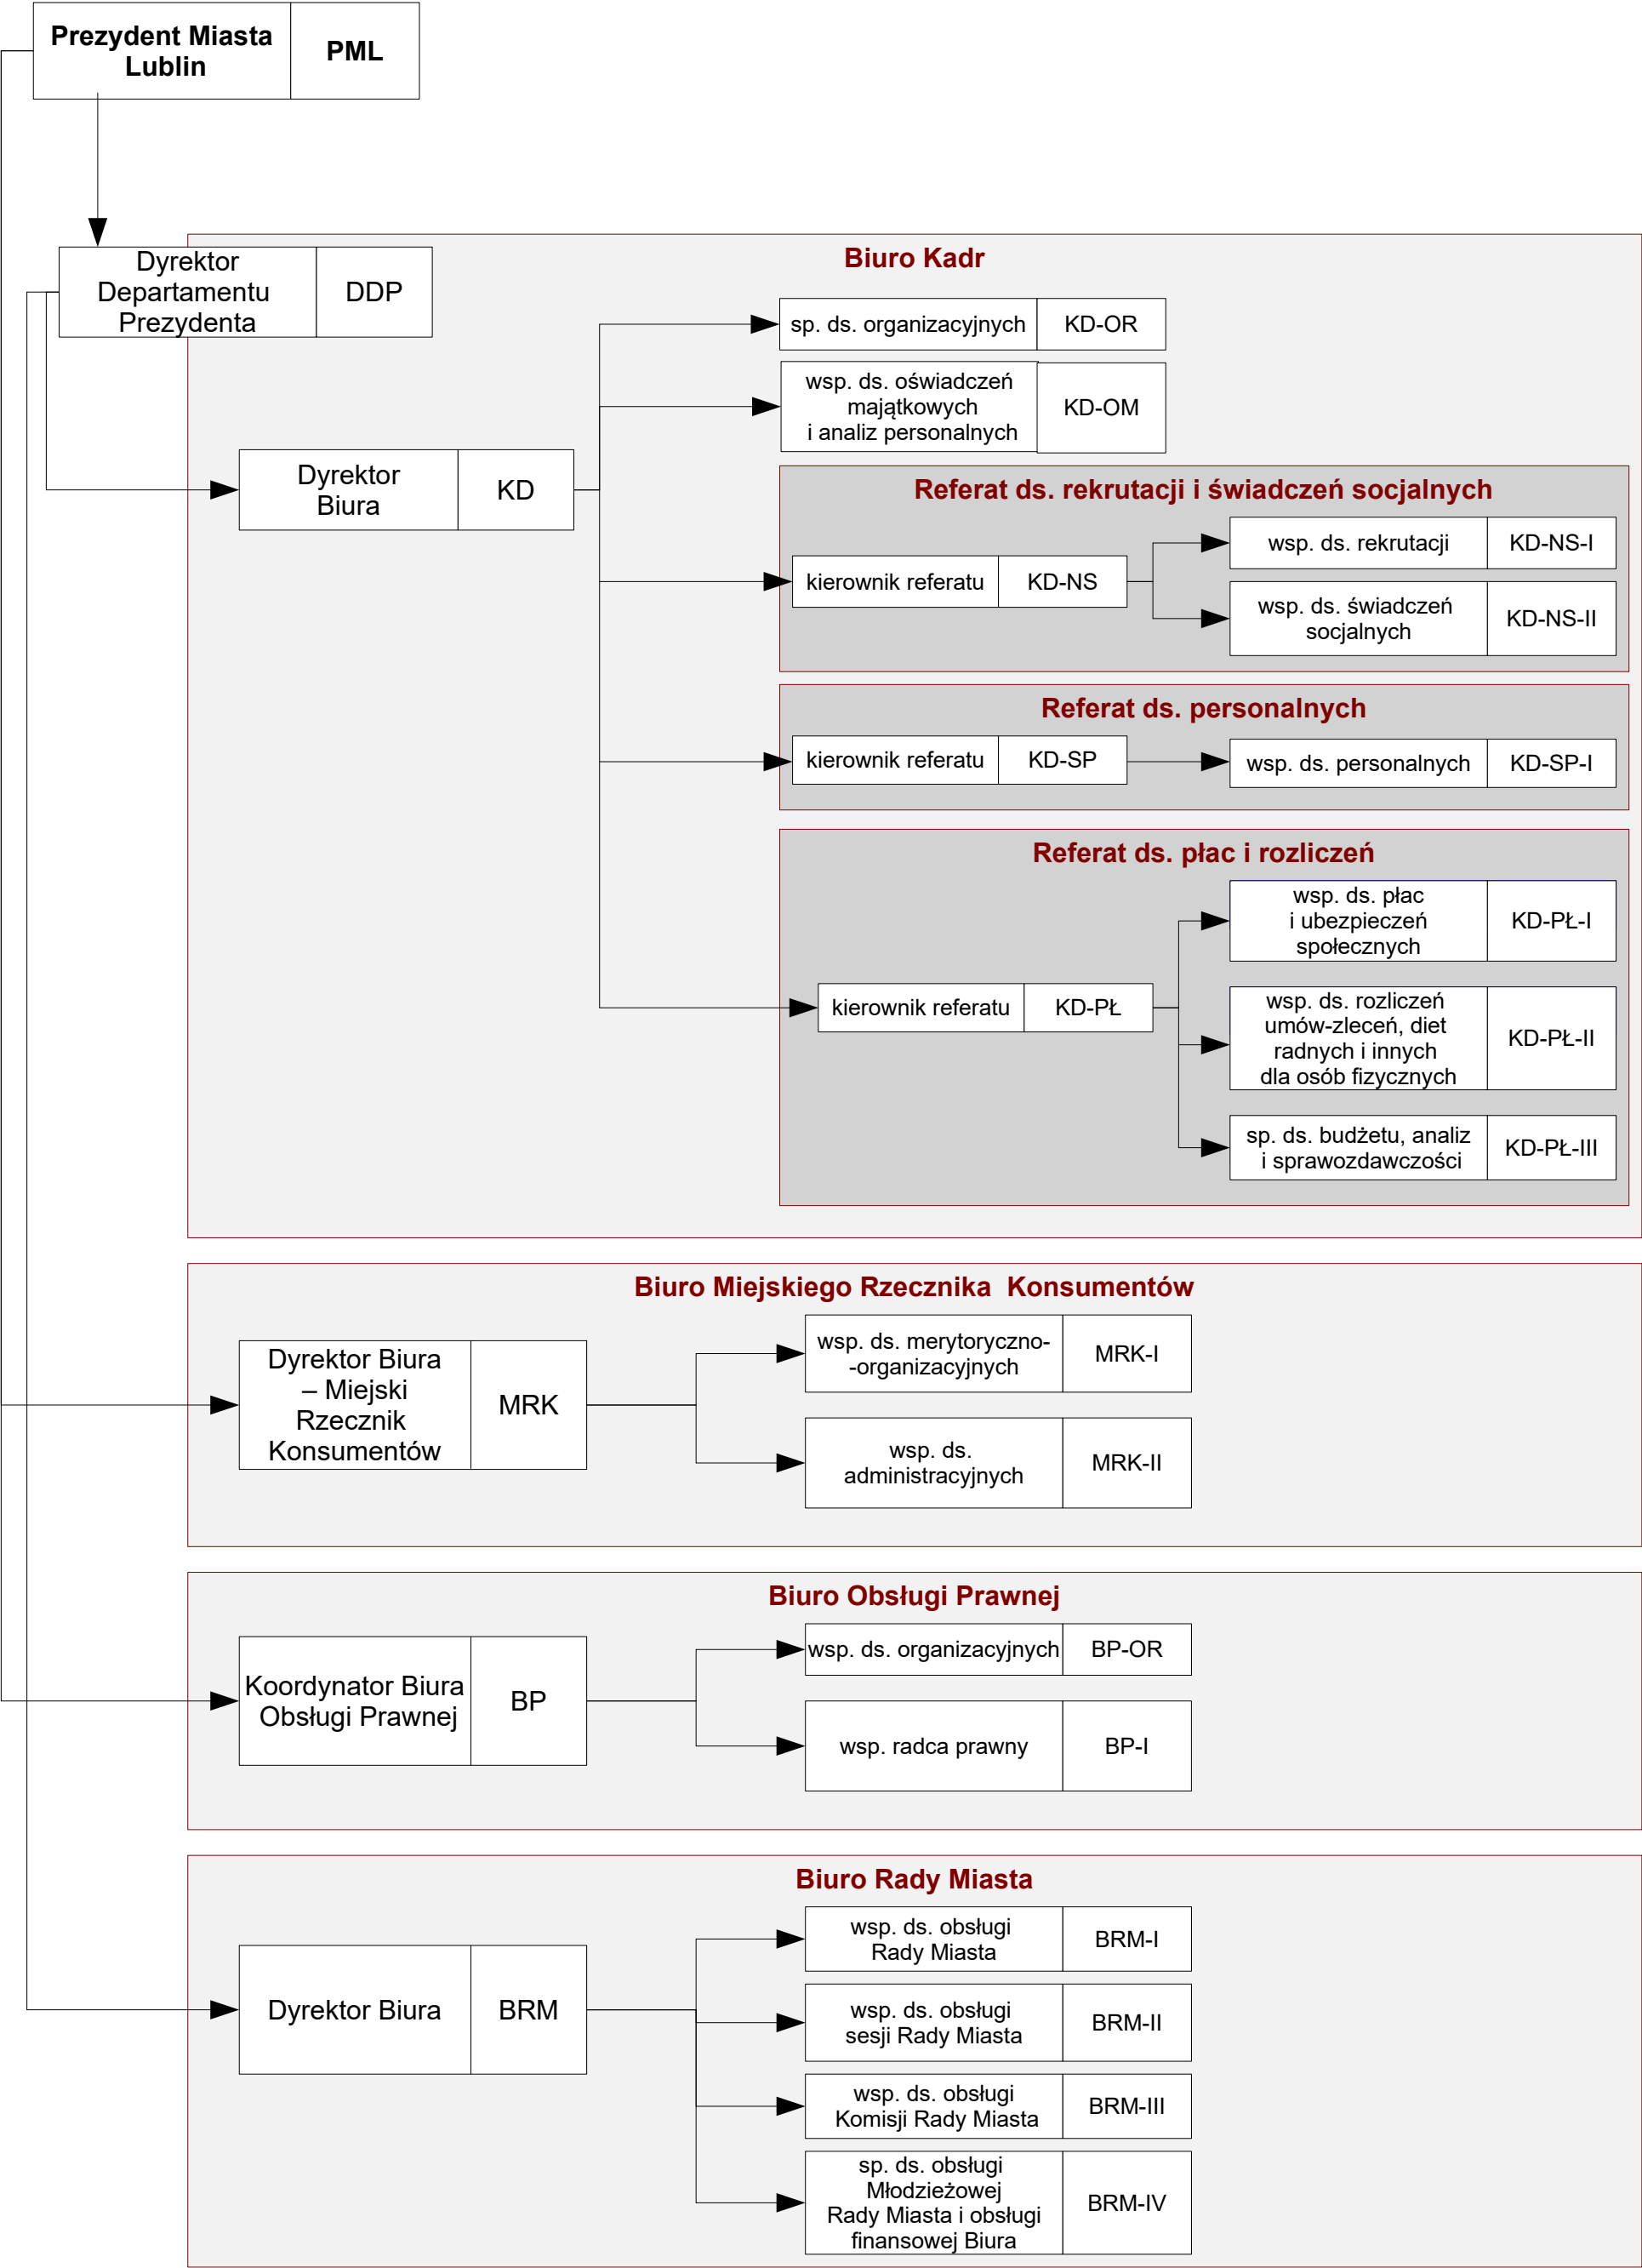 Prezydent Miasta
Lublin
PML
Dyrektor
Departamentu
Prezydenta
DDP
Biuro Kadr
sp. ds. organizacyjnych
KD-OR
wsp. ds. oświadczeń
majątkowych
i analiz personalnych
KD-OM
Dyrektor
Biura
KD
Referat ds. rekrutacji i świadczeń socjalnych
kierownik referatu
KD-NS
wsp. ds. rekrutacji
KD-NS-I
wsp. ds. świadczeń
socjalnych
KD-NS-II
Referat ds. personalnych
kierownik referatu
KD-SP
wsp. ds. personalnych
KD-SP-I
Referat ds. płac i rozliczeń
kierownik referatu
KD-PŁ
wsp. ds. płac
i ubezpieczeń
społecznych
KD-PŁ-I
wsp. ds. rozliczeń
umów-zleceń, diet
radnych i innych
dla osób fizycznych
KD-PŁ-II
sp. ds. budżetu, analiz
i sprawozdawczości
KD-PŁ-III
Biuro Miejskiego Rzecznika  Konsumentów
Dyrektor Biura
– Miejski
Rzecznik
Konsumentów
MRK
wsp. ds. merytoryczno-
-organizacyjnych
MRK-I
wsp. ds.
administracyjnych
MRK-II
Biuro Obsługi Prawnej
Koordynator Biura
Obsługi Prawnej
BP
wsp. ds. organizacyjnych
BP-OR
wsp. radca prawny
BP-I
Biuro Rady Miasta
Dyrektor Biura
BRM
wsp. ds. obsługi
Rady Miasta
BRM-I
wsp. ds. obsługi
sesji Rady Miasta
BRM-II
wsp. ds. obsługi
Komisji Rady Miasta
BRM-III
sp. ds. obsługi
Młodzieżowej
Rady Miasta i obsługi
finansowej Biura
BRM-IV